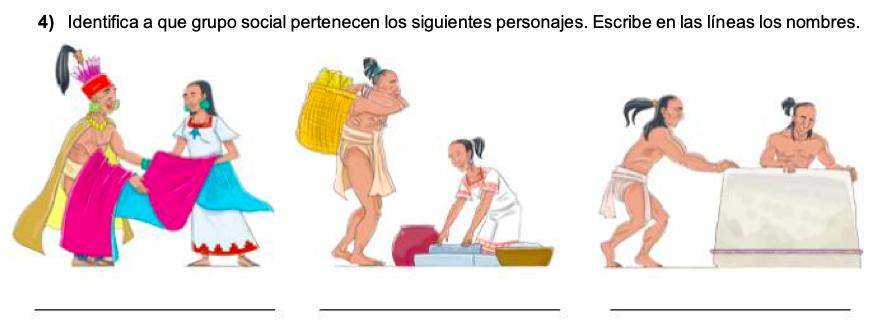 4) Identifica a que grupo social pertenecen los siguientes personajes. Escribe en las líneas los nombres.